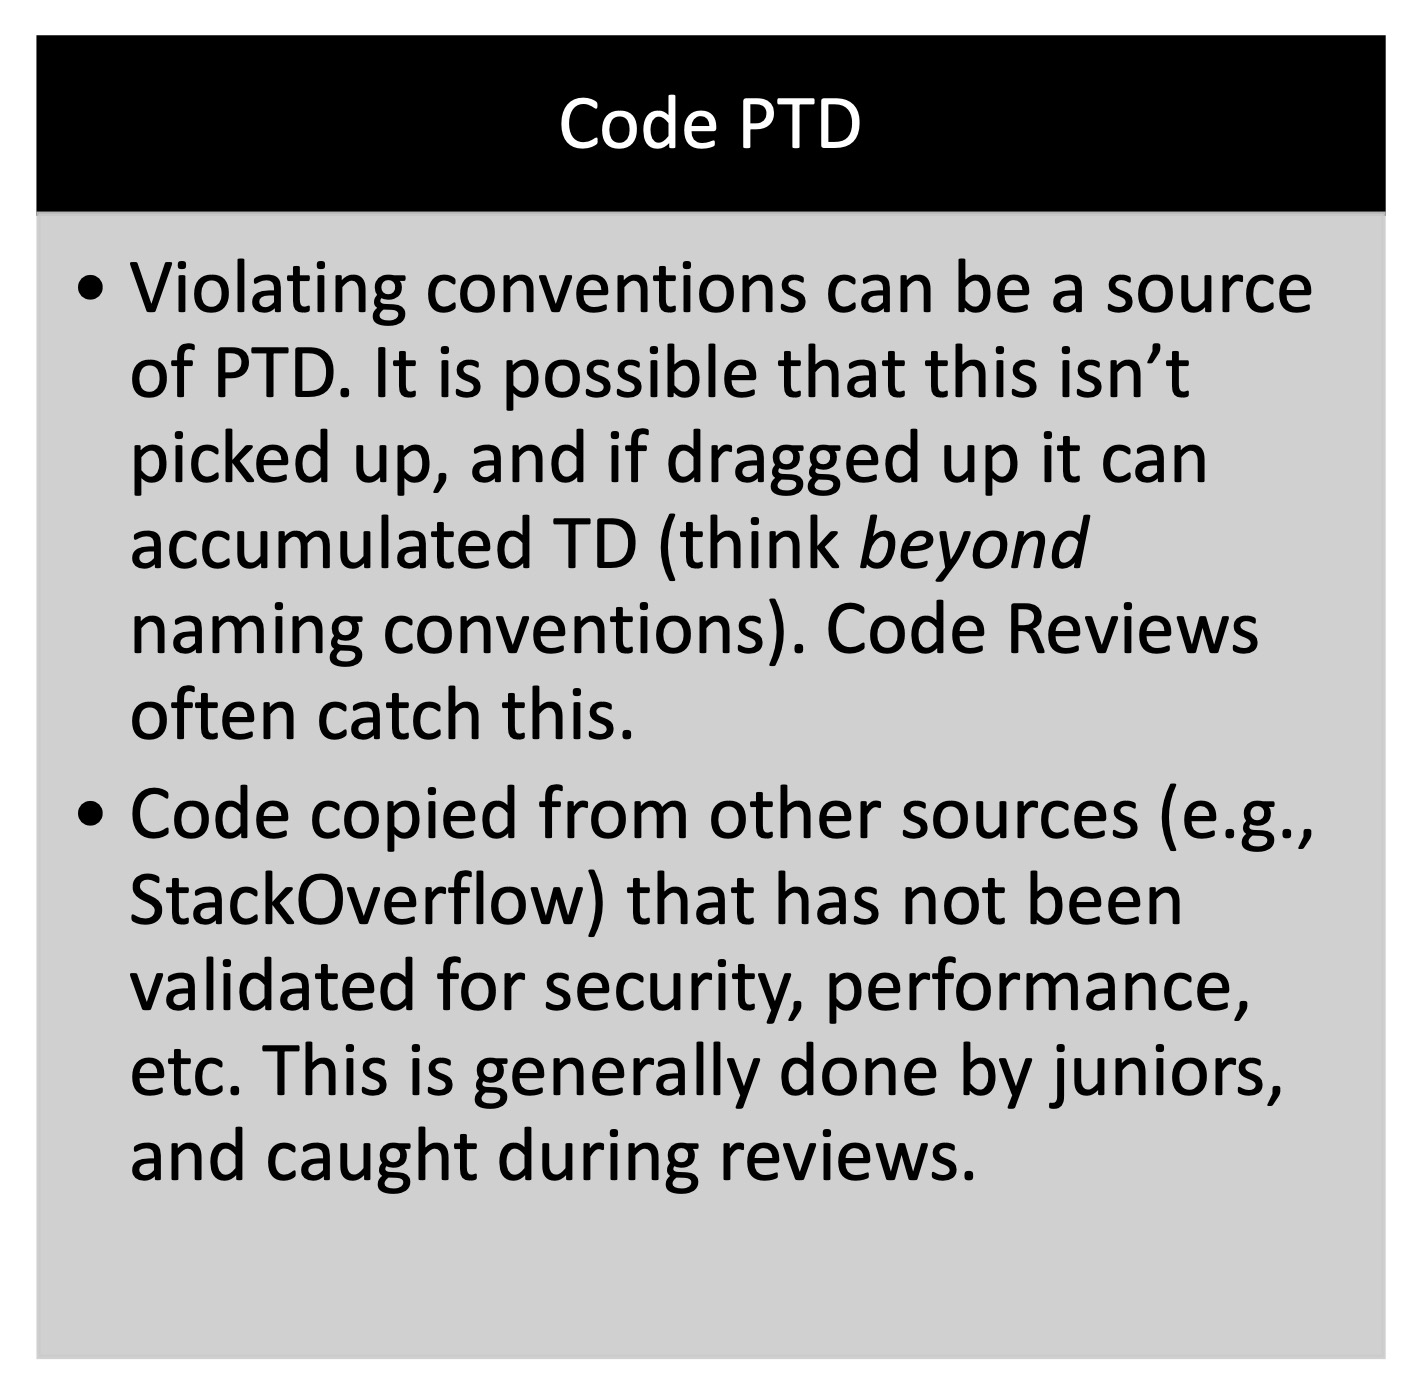 Code PTD
• Violating conventions can be a source
of PTD. It is possible that this isn’t
picked up, and if dragged up it can
accumulated TD (think beyond
naming conventions). Code Reviews
often catch this.
• Code copied from other sources (e.g.,
StackOverflow) that has not been
validated for security, performance,
etc. This is generally done by juniors,
and caught during reviews.